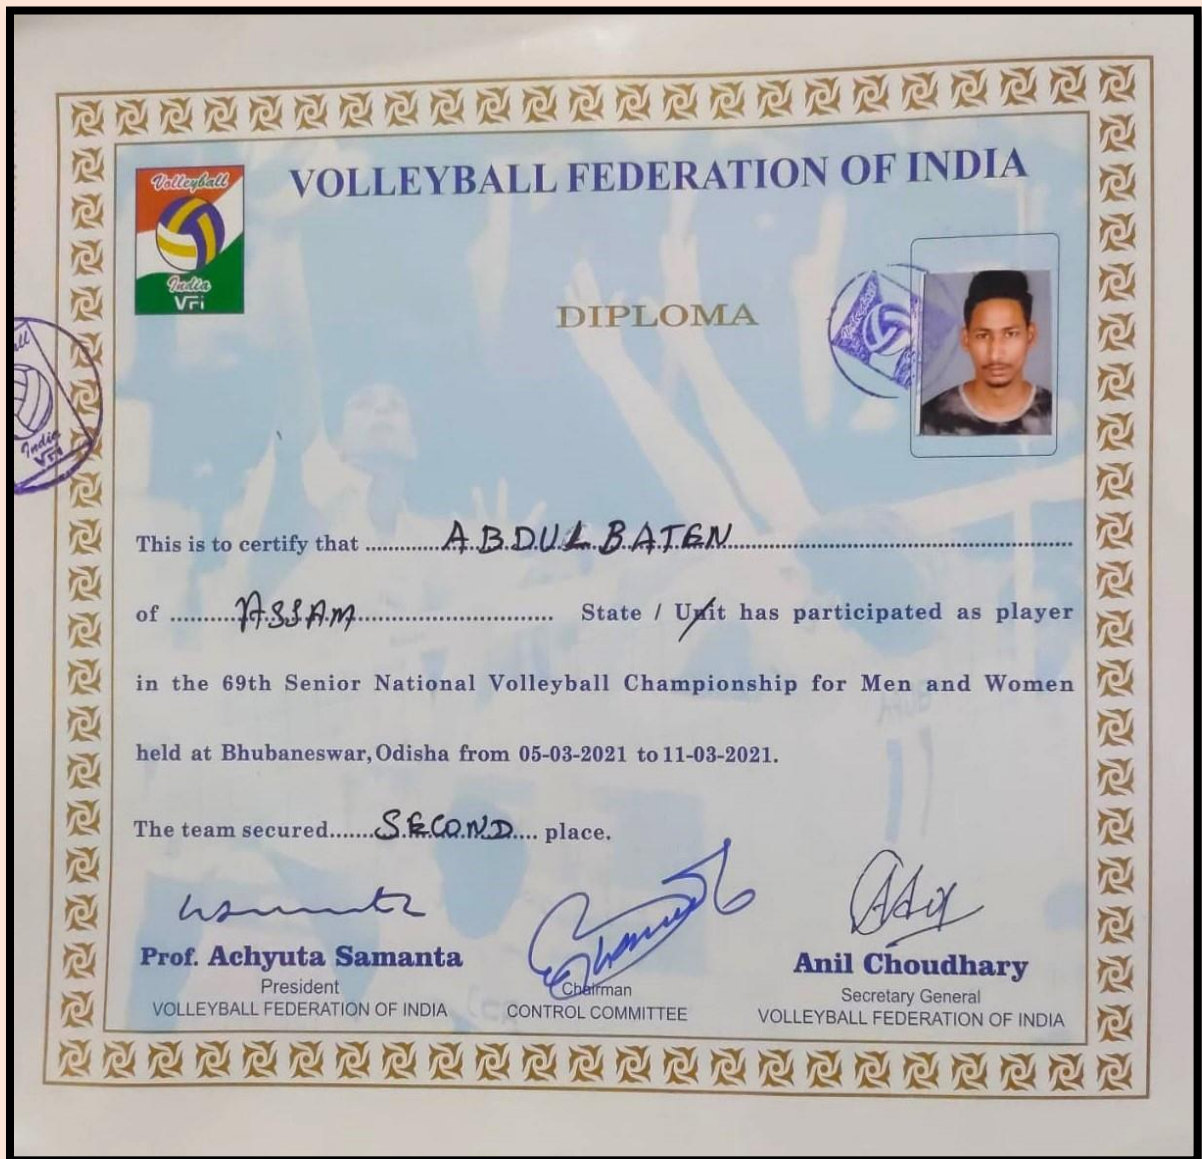 Volleyball
India
VFi
VOLLEYBALL FEDERATION OF INDIA
DIPLOMA
India
VFi
This is to certify that ABDUL BATEN
of ASSAM State / Unit has participated as player
in the 69th Senior National Volleyball Championship for Men and Women
held at Bhubaneswar, Odisha from 05-03-2021 to 11-03-2021.
The team secured SECOND place.
Prof. Achyuta Samanta
President
VOLLEYBALL FEDERATION OF INDIA
Chairman
CONTROL COMMITTEE
Anil Choudhary
Secretary General
VOLLEYBALL FEDERATION OF INDIA